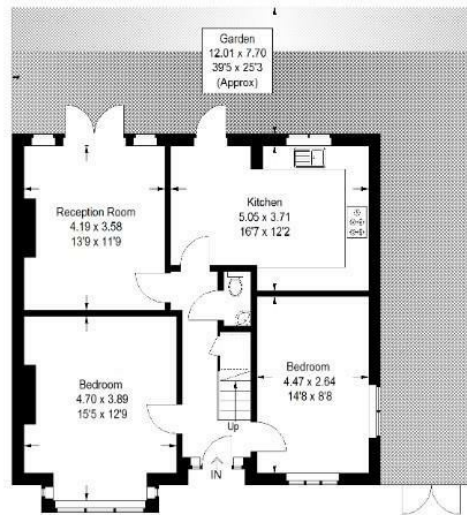 Garden
12.01 x 7.70
39'5 x 25'3
(Approx)
Reception Room
4.19 x 3.58
13'9 x 11'9
Kitchen
5.05 x 3.71
16'7 x 12'2
Bedroom
4.70 x 3.89
15'5 x 12'9
Bedroom
4.47 x 2.64
14'8 x 8'8
Up
IN